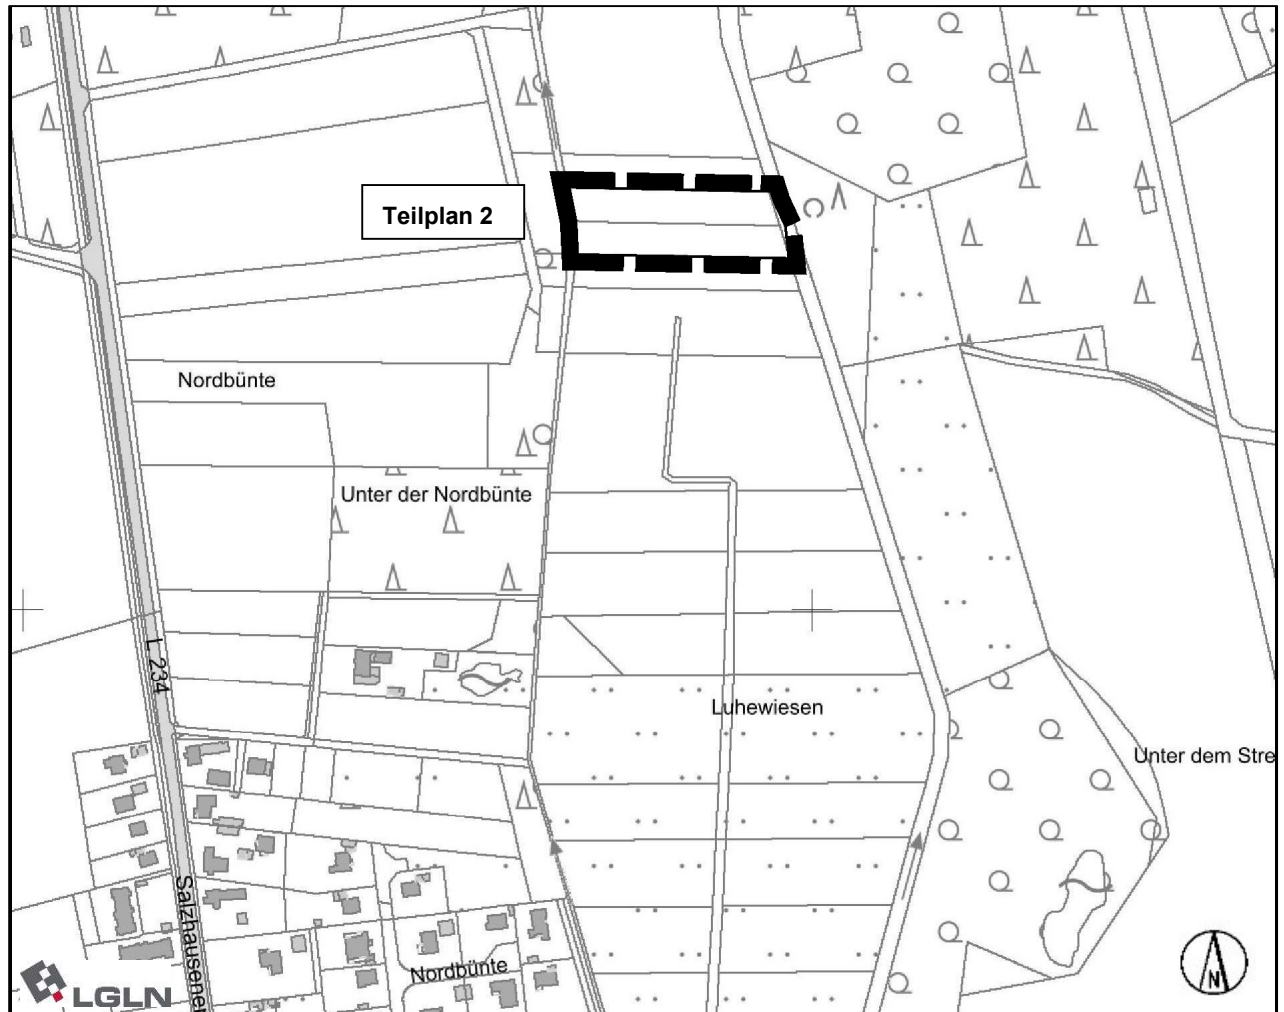 Teilplan 2
Nordbünte
Unter der Nordbünte
L 234
Luhewiesen
Unter dem Stre
Salzhausener
Nordbünte
LGLN
N